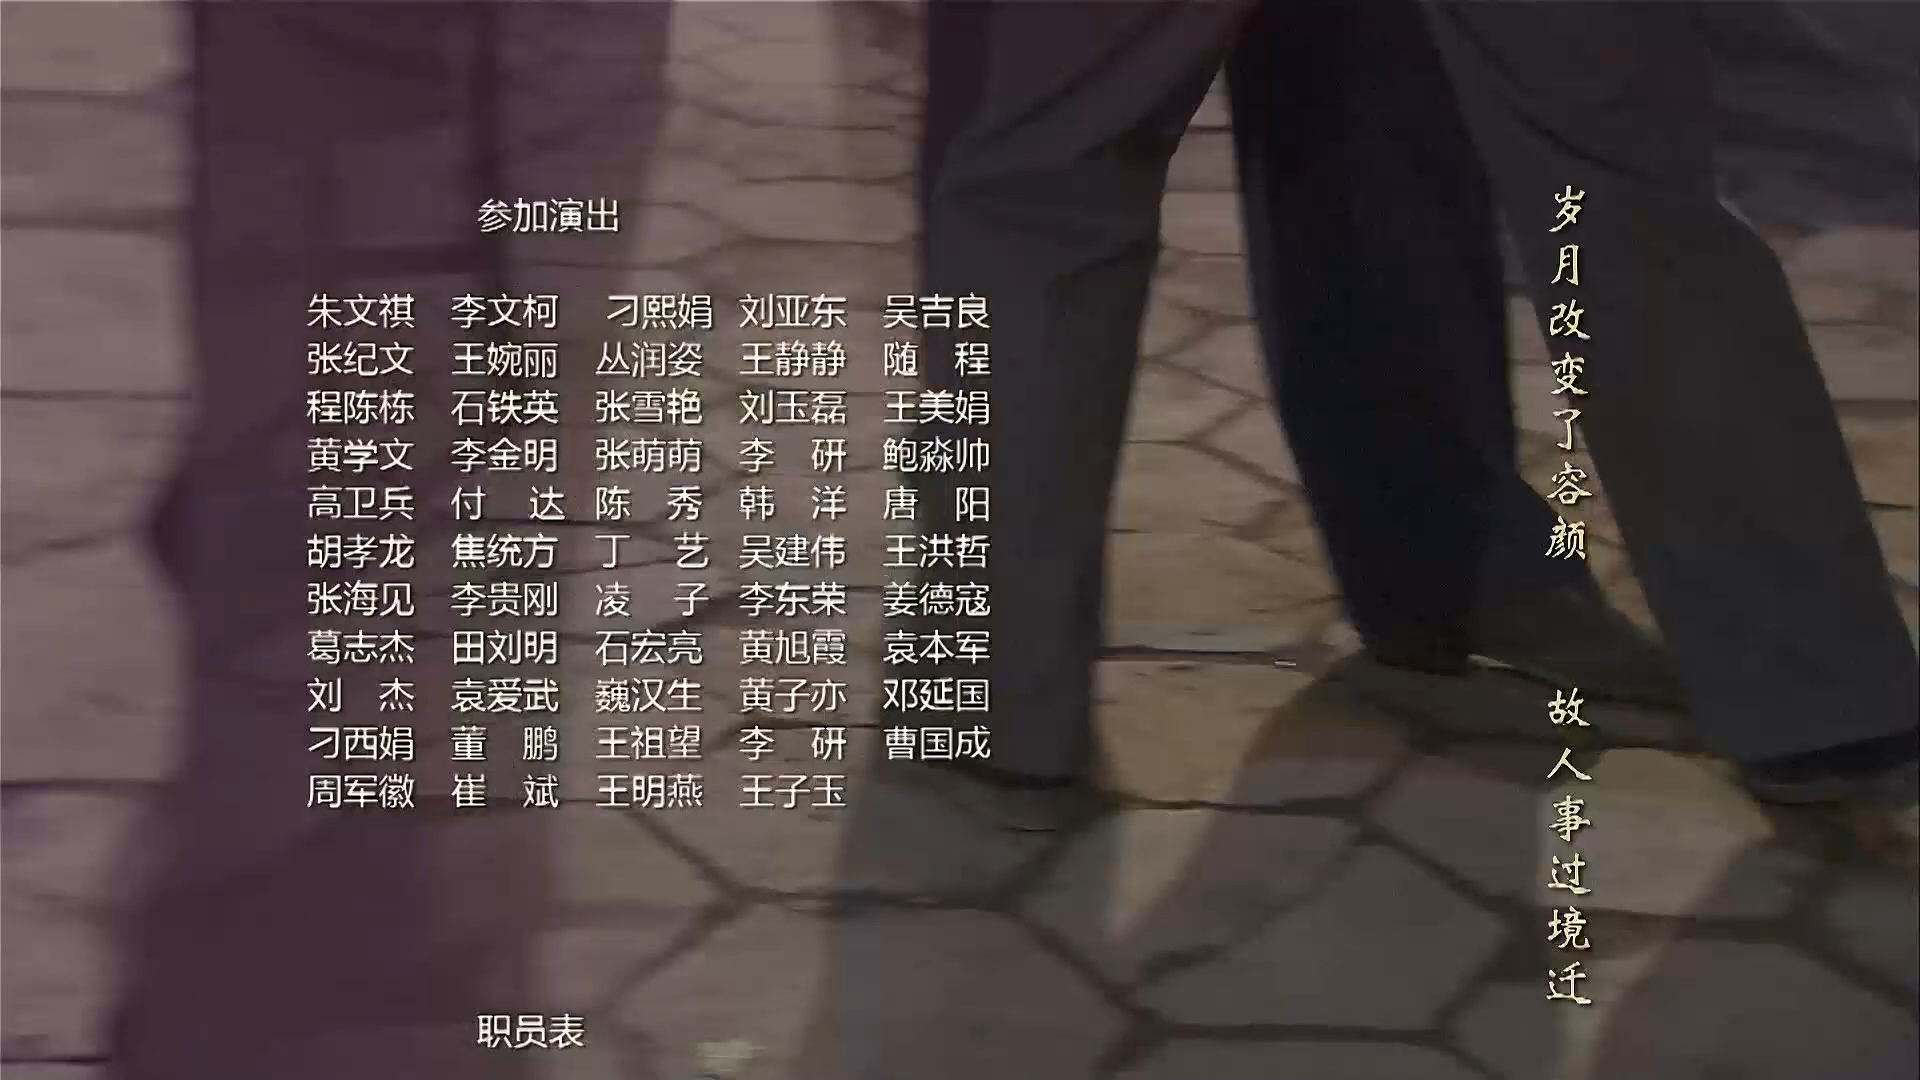 参加演出
朱文祺 李文柯 刁熙娟 刘亚东 吴吉良
张纪文 王婉丽 丛润姿 王静静 随 程
程陈栋 石铁英 张雪艳 刘玉磊 王美娟
黄学文 李金明 张萌萌 李 研 鲍淼帅
高卫兵 付 达 陈 秀 韩 洋 唐 阳
胡孝龙 焦统方 丁 艺 吴建伟 王洪哲
张海见 李贵刚 凌 子 李东荣 姜德寇
葛志杰 田刘明 石宏亮 黄旭霞 袁本军
刘 杰 袁爱武 巍汉生 黄子亦 邓延国
刁西娟 董 鹏 王祖望 李 研 曹国成
周军徽 崔 斌 王明燕 王子玉
职员表
岁月改变了容颜
故人事过境迁